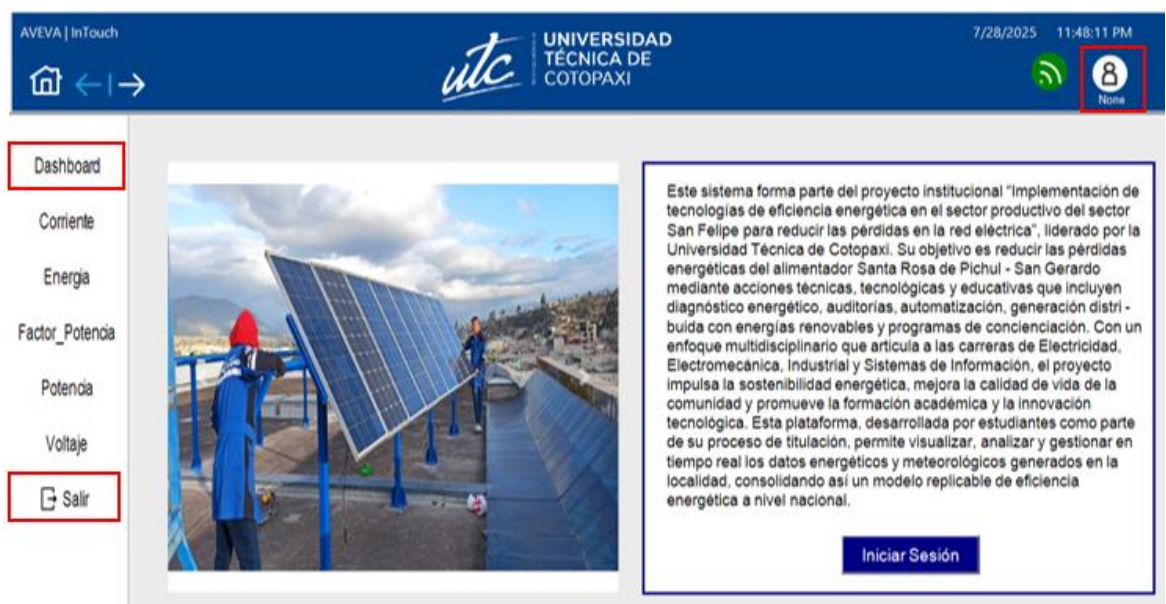 AVEVA | InTouch
UNIVERSIDAD
TÉCNICA DE
COTOPAXI
utc
7/28/2025 11:48:11 PM
None
Dashboard
Corriente
Energia
Factor_Potencia
Potencia
Voltaje
Salir
Este sistema forma parte del proyecto institucional "Implementación de
tecnologías de eficiencia energética en el sector productivo del sector
San Felipe para reducir las pérdidas en la red eléctrica", liderado por la
Universidad Técnica de Cotopaxi. Su objetivo es reducir las pérdidas
energéticas del alimentador Santa Rosa de Pichul - San Gerardo
mediante acciones técnicas, tecnológicas y educativas que incluyen
diagnóstico energético, auditorías, automatización, generación distri -
buida con energías renovables y programas de concienciación. Con un
enfoque multidisciplinario que articula a las carreras de Electricidad,
Electromecánica, Industrial y Sistemas de Información, el proyecto
impulsa la sostenibilidad energética, mejora la calidad de vida de la
comunidad y promueve la formación académica y la innovación
tecnológica. Esta plataforma, desarrollada por estudiantes como parte
de su proceso de titulación, permite visualizar, analizar y gestionar en
tiempo real los datos energéticos y meteorológicos generados en la
localidad, consolidando así un modelo replicable de eficiencia
energética a nivel nacional.
Iniciar Sesión